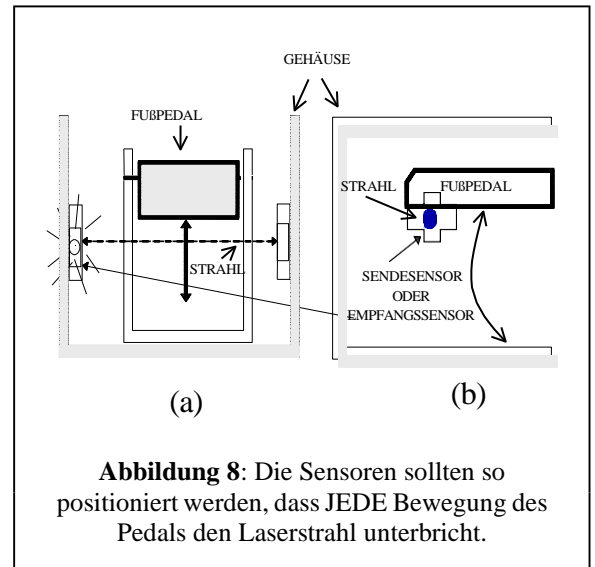 GEHÄUSE
FUßPEDAL
STRAHL
(a)
STRAHL
FUßPEDAL
SENDESENSOR
ODER
EMPFANGSSENSOR
(b)
Abbildung 8: Die Sensoren sollten so
positioniert werden, dass JEDE Bewegung des
Pedals den Laserstrahl unterbricht.